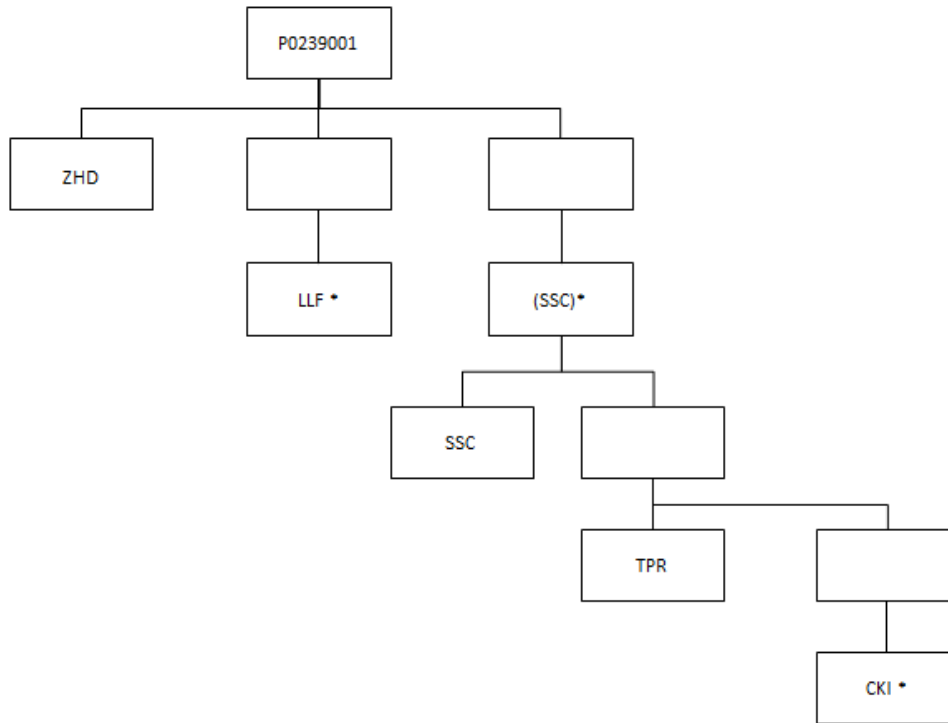 P0239001
ZHD
LLF *
(SSC)*
SSC
TPR
CKI *